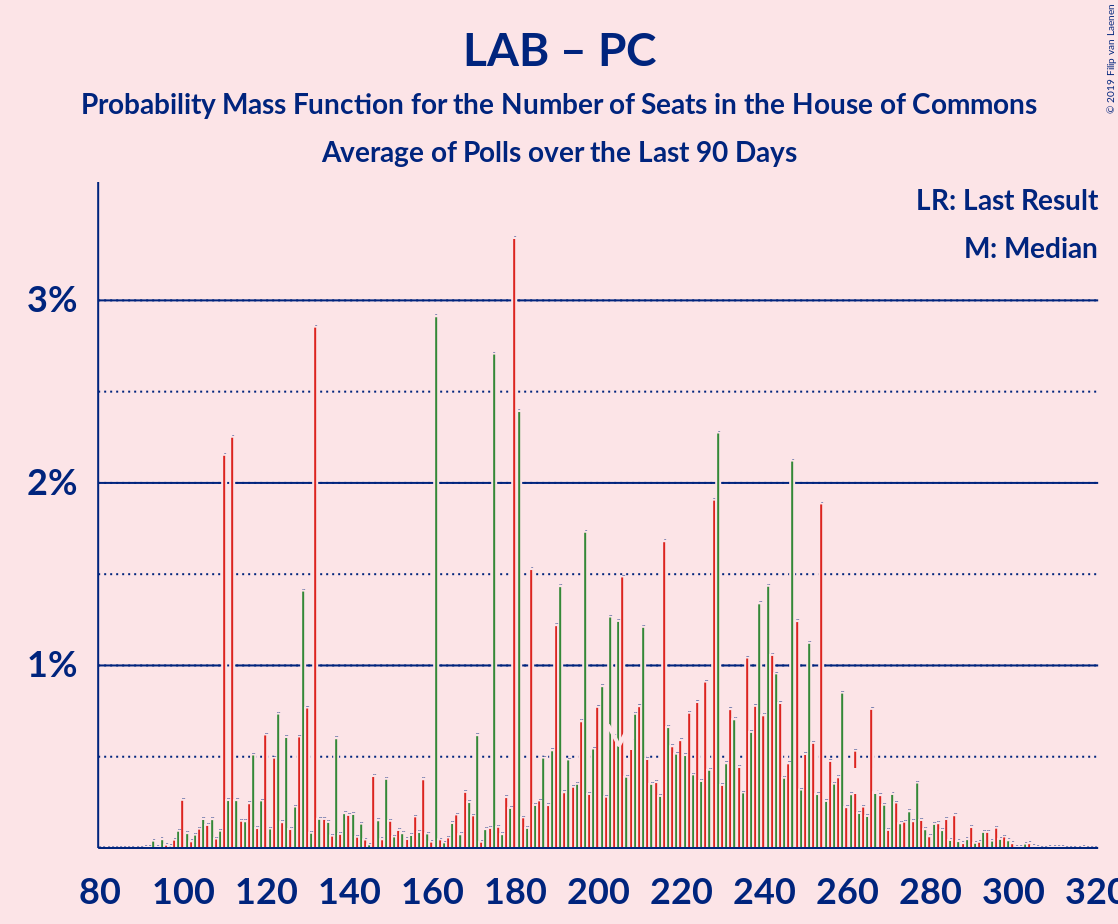 LAB – PC
Probability Mass Function for the Number of Seats in the House of Commons
Average of Polls over the Last 90 Days
© 2019 Filip van Laenen
LR: Last Result
M: Median
3%
2%
1%
80 100 120 140 160 180 200 220 240 260 280 300 320